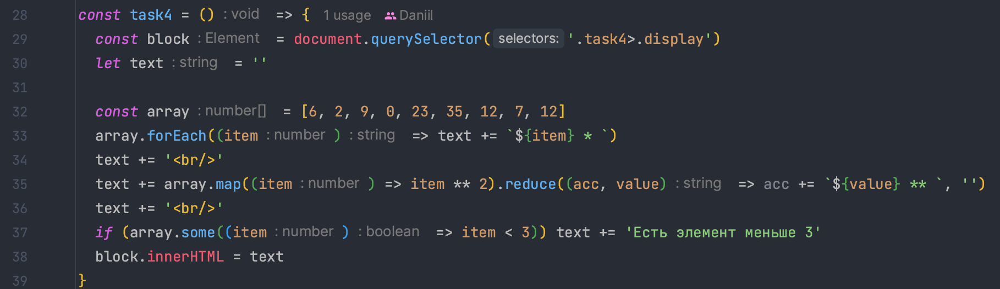 28 const task4 = () : void => { 1 usage Daniil
29 const block : Element = document.querySelector( selectors: '.task4>.display')
30 let text : string = ''
31
32 const array : number[] = [6, 2, 9, 0, 23, 35, 12, 7, 12]
33 array.forEach((item : number ) : string => text += `${item} * `)
34 text += '<br/>'
35 text += array.map((item : number ) => item ** 2).reduce((acc, value) : string => acc += `${value} ** `, '')
36 text += '<br/>'
37 if (array.some((item : number ) : boolean => item < 3)) text += 'Есть элемент меньше 3'
38 block.innerHTML = text
39 }